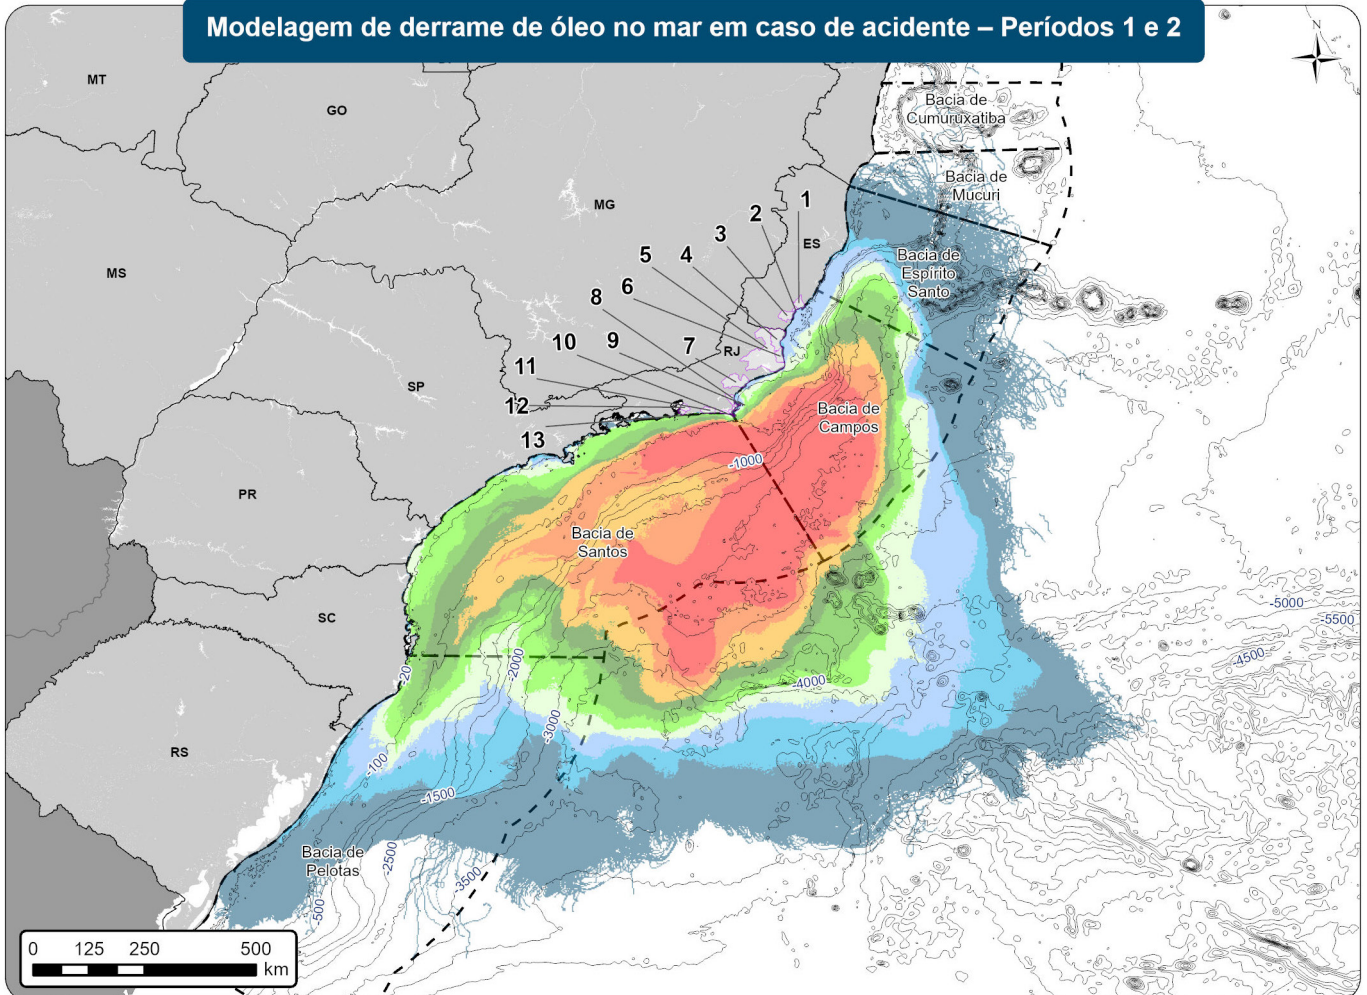 Modelagem de derrame de óleo no mar em caso de acidente – Períodos 1 e 2
N
MT
GO
Bacia de
Cumuruxatiba
Bacia de
Mucuri
MG
1
2
3
ES
4
5
Bacia de
Espírito
Santo
MS
6
8
7
9
10
RJ
11
SP
12
13
Bacia de
Campos
-1000
PR
Bacia de
Santos
SC
-20
-2000
-5000
-5500
-4500
-4000
-3000
RS
-100
-1500
Bacia de
Pelotas
-2500
-3500
-500
0 125 250 500
km